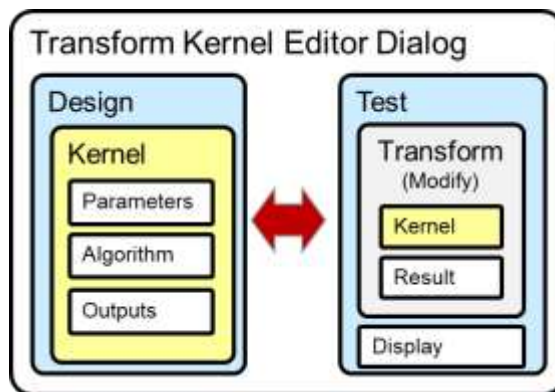 Transform Kernel Editor Dialog
Design
Kernel
Parameters
Algorithm
Outputs
Test
Transform
(Modify)
Kernel
Result
Display